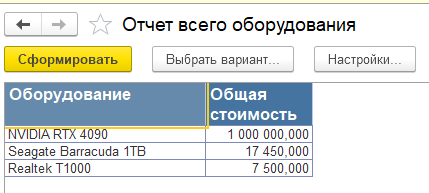 Отчет всего оборудования
Сформировать
Выбрать вариант...
Настройки...
Оборудование
Общая
стоимость
NVIDIA RTX 4090 1 000 000,000
Seagate Barracuda 1TB 17 450,000
Realtek T1000 7 500,000